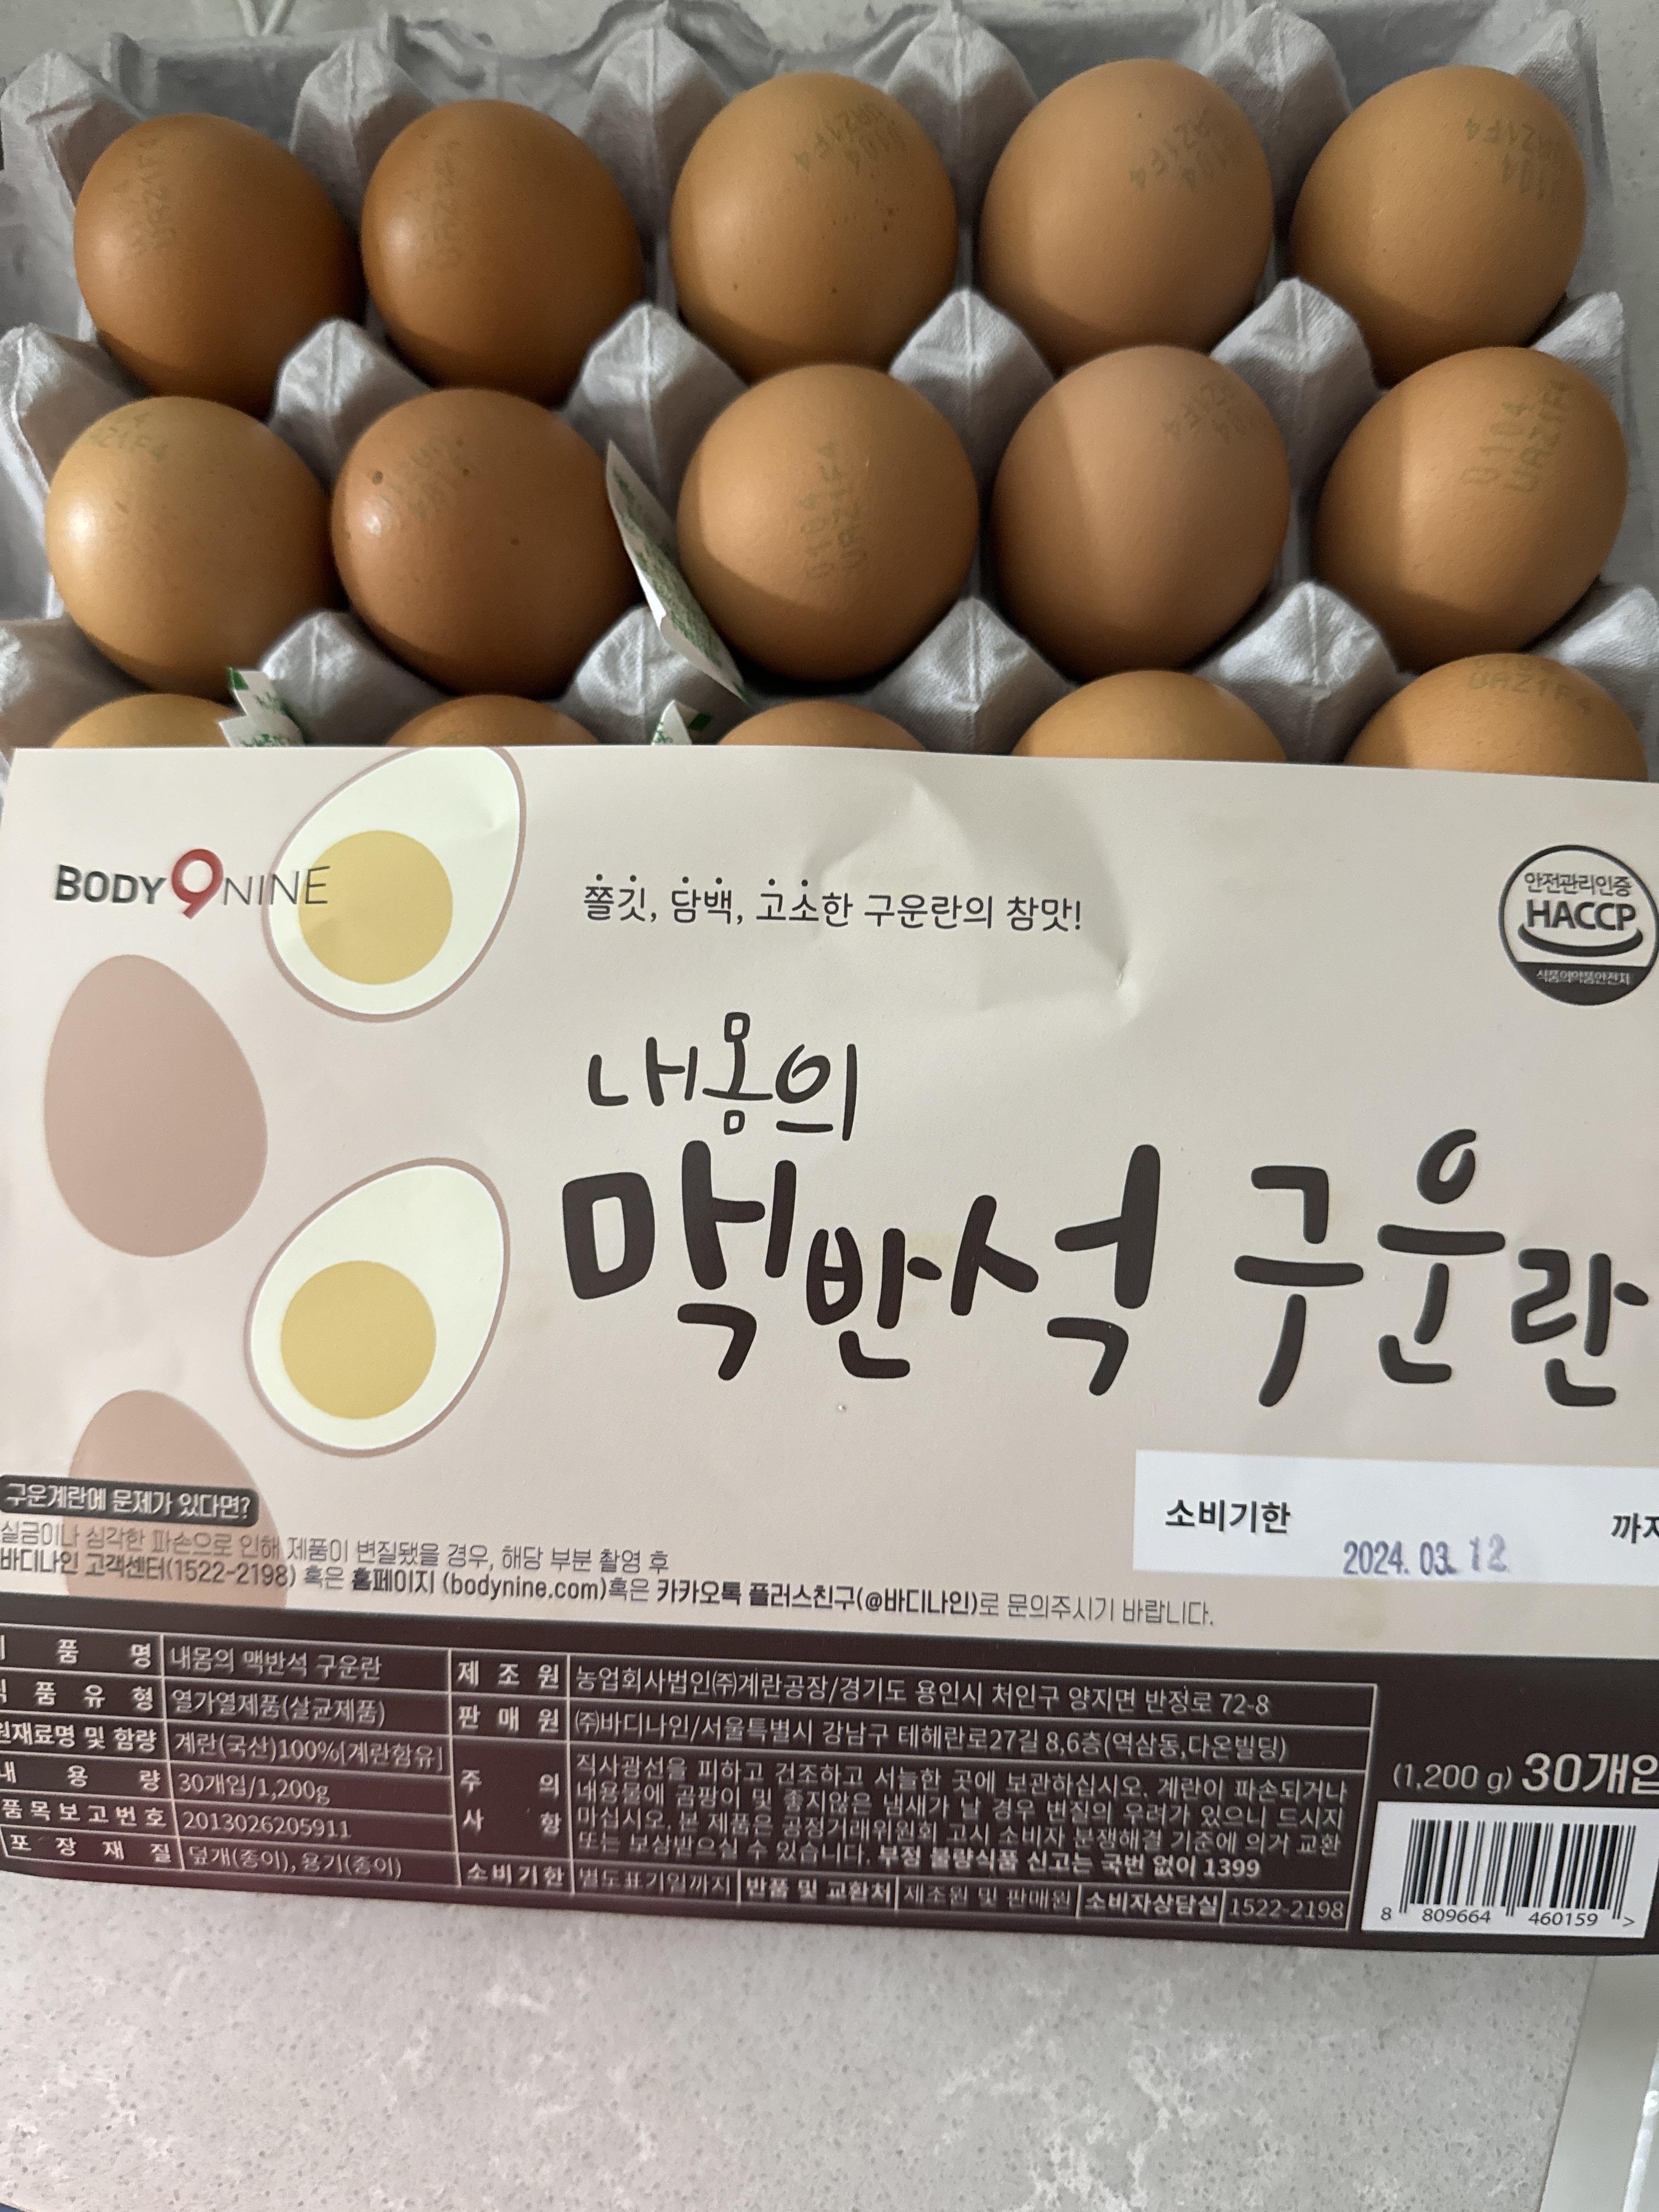 0104
UAZ1F4
0104
UAZ1F4
UAZ1F4
BODY 9 NINE
쫄깃, 담백, 고소한 구운란의 참맛!
안전관리인증
HACCP
식품의약품안전처
내몸의
맥반석 구운란
소비기한
2024. 03. 12
구운계란에 문제가 있다면?
실금이나 심각한 파손으로 인해 제품이 변질됐을 경우, 해당 부분 촬영 후
바디나인 고객센터(1522-2198) 혹은 홈페이지 (bodynine.com)혹은 카카오톡 플러스친구(@바디나인)로 문의주시기 바랍니다.
품 명 내몸의 맥반석 구운란
품 유 형 열가열제품(살균제품)
원재료명 및 함량 계란(국산)100%[계란함유]
내 용 량 30개입/1,200g
품목보고번호 2013026205911
포 장 재 질 덮개(종이), 용기(종이)
제 조 원 농업회사법인㈜계란공장/경기도 용인시 처인구 양지면 반정로 72-8
판 매 원 ㈜바디나인/서울특별시 강남구 테헤란로27길 8,6층(역삼동,다온빌딩)
주 의 사 항 직사광선을 피하고 건조하고 서늘한 곳에 보관하십시오. 계란이 파손되거나
내용물에 곰팡이 및 좋지않은 냄새가 날 경우 변질의 우려가 있으니 드시지
마십시오. 본 제품은 공정거래위원회 고시 소비자 분쟁해결 기준에 의거 교환
또는 보상받으실 수 있습니다. 부정 불량식품 신고는 국번 없이 1399
소비기한 별도표기일까지 반품 및 교환처 제조원 및 판매원 소비자상담실 1522-2198
(1,200 g) 30개입
8 809664 460159 >